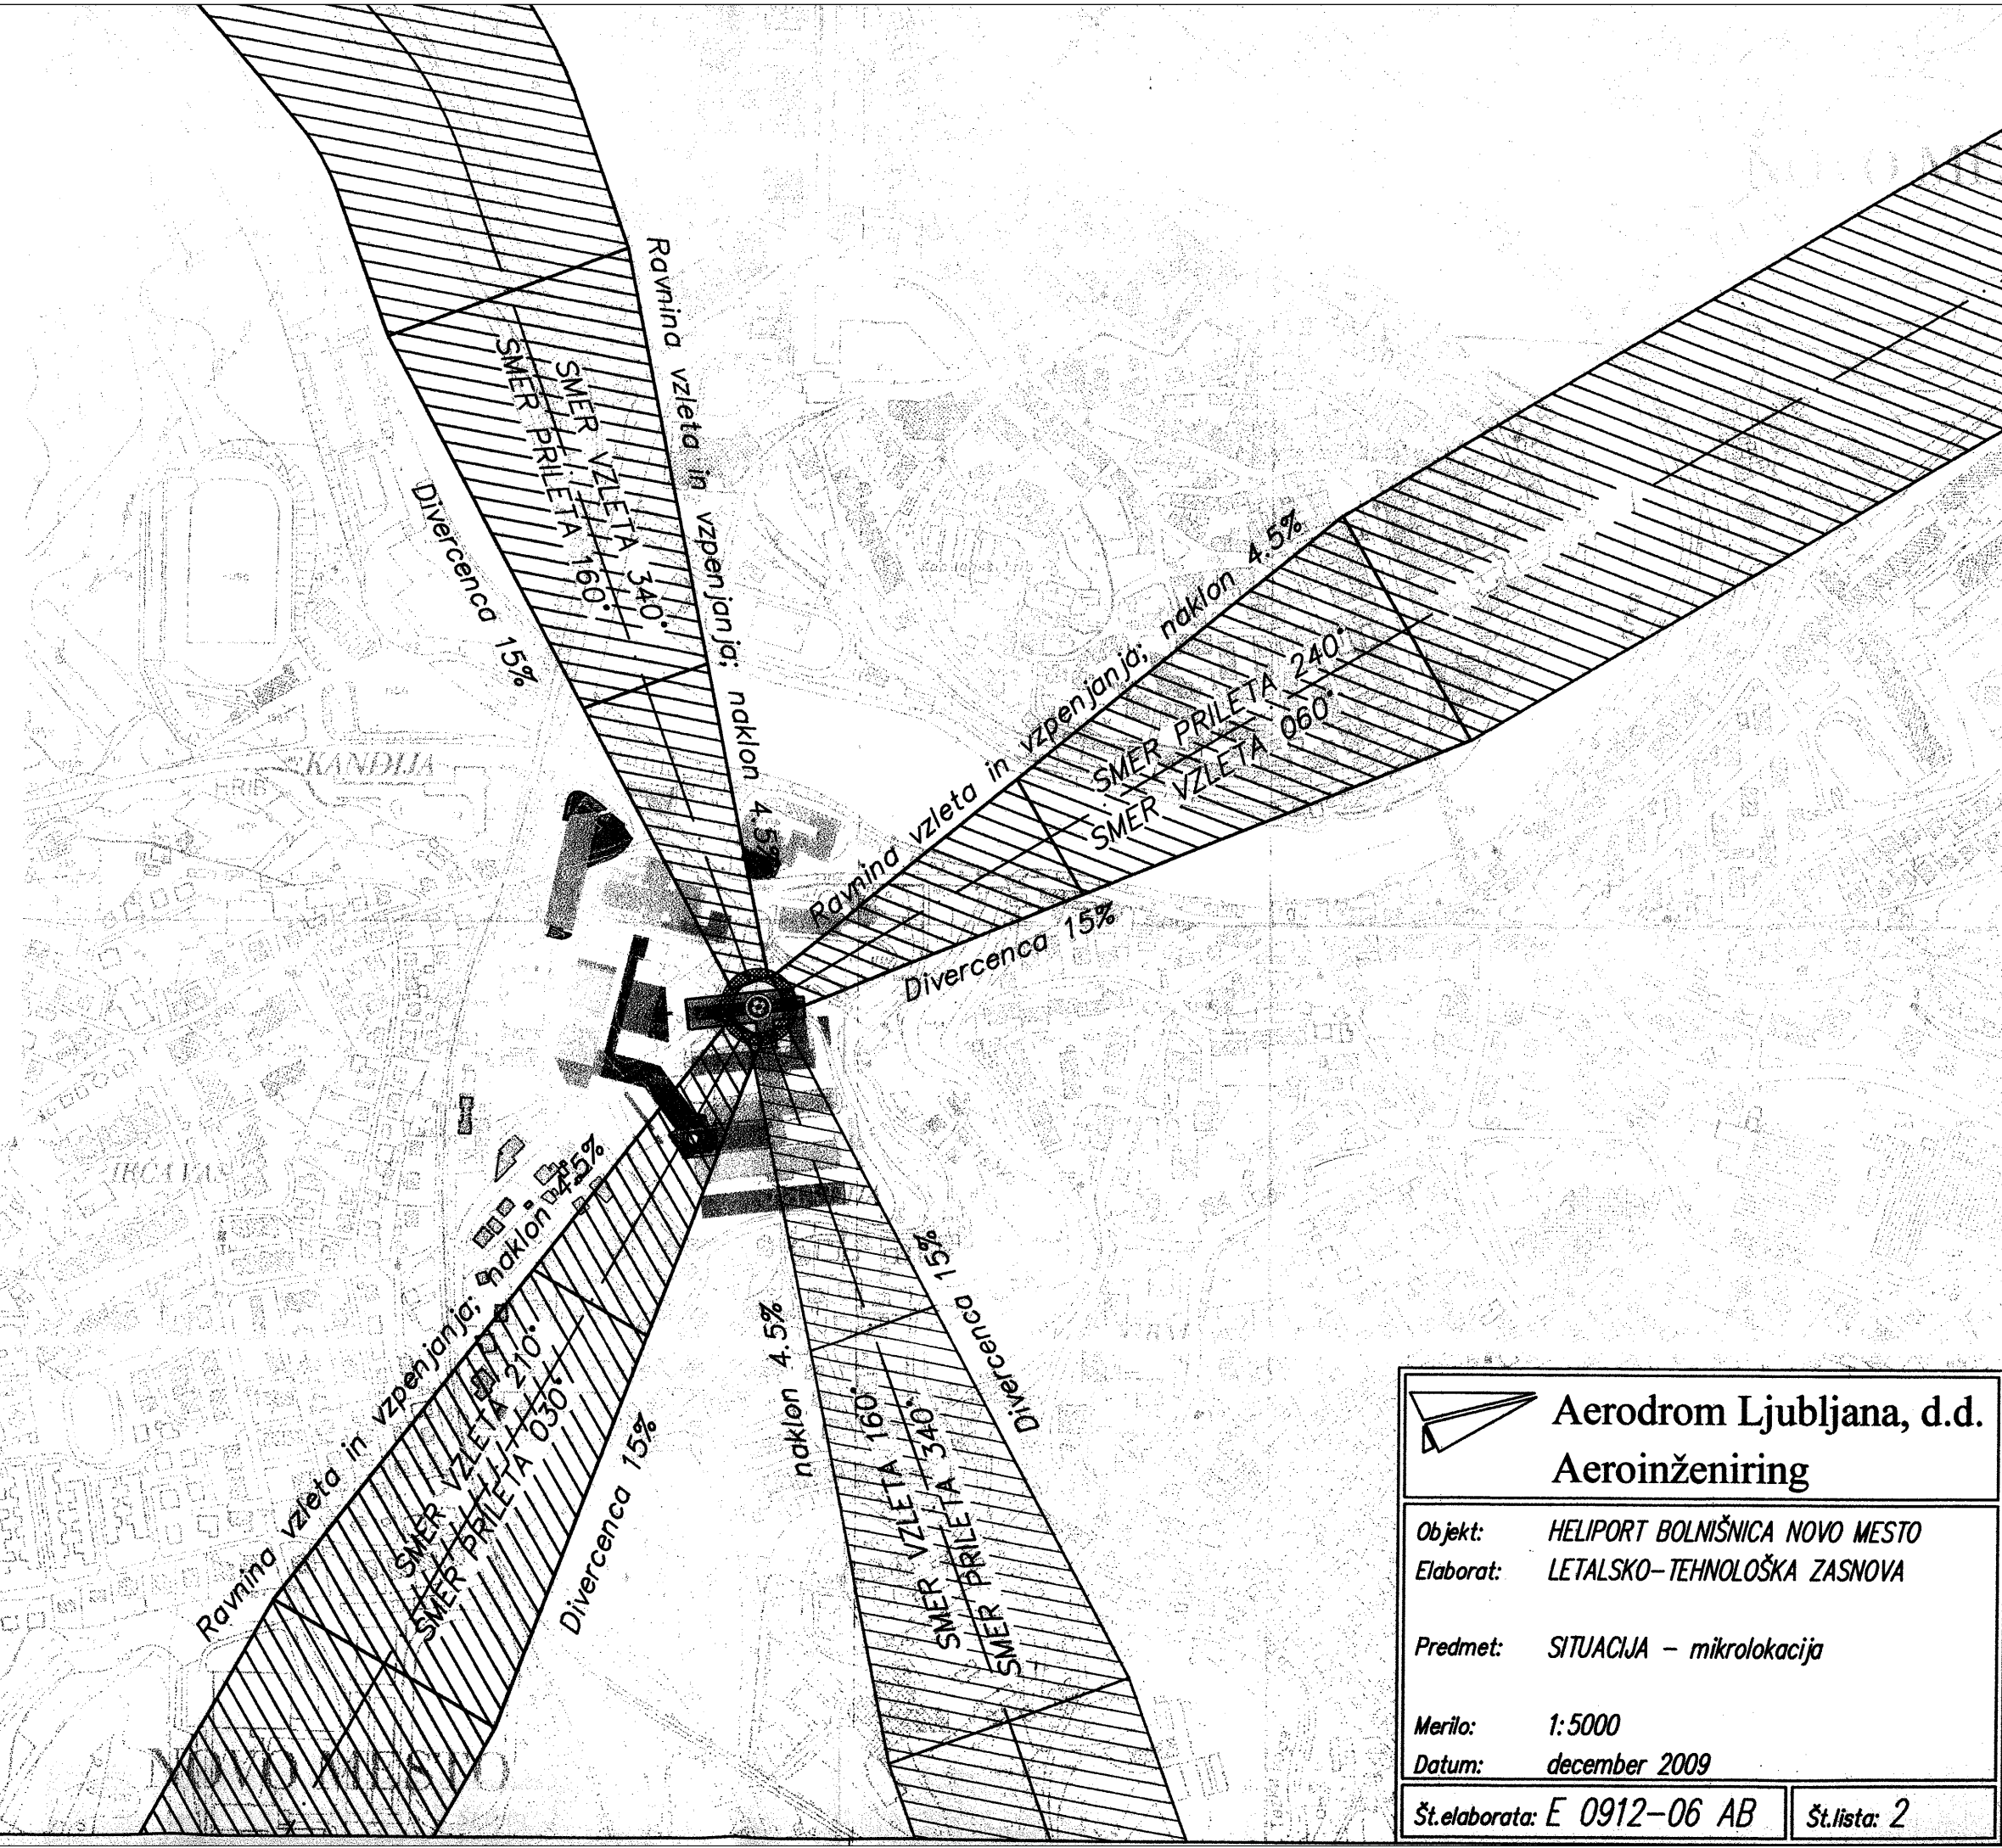 Ravnina vzleta in vzpenjanja; naklon 4.5%
SMER VZLETA 340°
SMER PRILETA 160°
Divercenca 15%
Ravnina vzleta in vzpenjanja; naklon 4.5%
SMER PRILETA 240°
SMER VZLETA 060°
Divercenca 15%
KANDIJA
HRIB
Ravnina vzleta in vzpenjanja; naklon 4.5%
SMER VZLETA 210°
SMER PRILETA 030°
Divercenca 15%
naklon 4.5%
SMER VZLETA 160°
SMER PRILETA 340°
Divercenca 15%
NOVO MESTO
Aerodrom Ljubljana, d.d.
Aeroinženiring
Objekt: HELIPORT BOLNIŠNICA NOVO MESTO
Elaborat: LETALSKO-TEHNOLOŠKA ZASNOVA
Predmet: SITUACIJA - mikrolokacija
Merilo: 1:5000
Datum: december 2009
Št.elaborata: E 0912-06 AB
Št.lista: 2